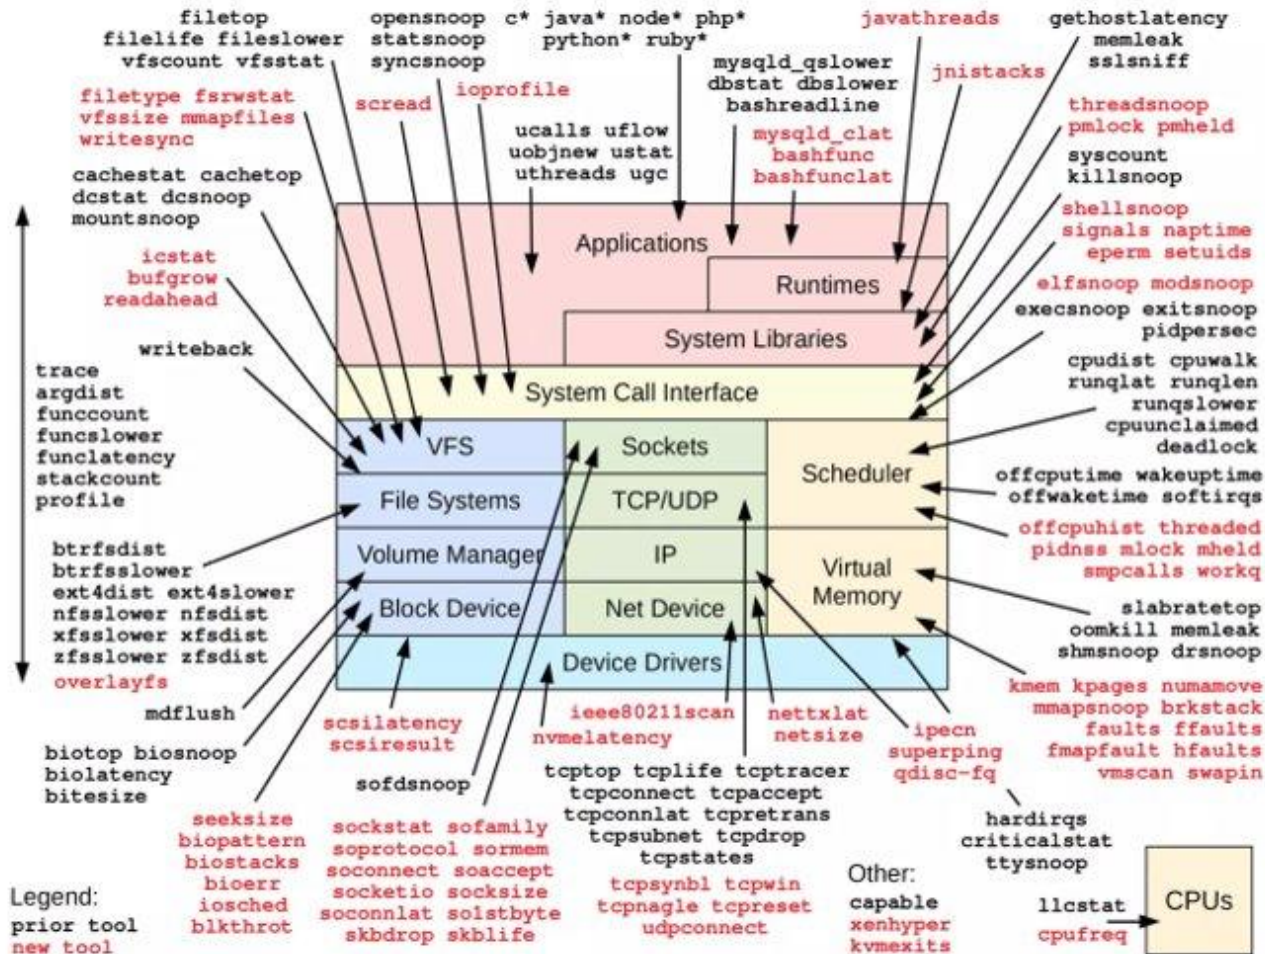 filetop
filelife fileslower
vfscount vfsstat
filetype fsrwstat
vfssize mmapfiles
writesync
cachestat cachetop
dcstat dcsnoop
mountsnoop
icstat
bufgrow
readahead
writeback
trace
argdist
funccount
funcslower
funclatency
stackcount
profile
btrfsdist
btrfsslower
ext4dist ext4slower
nfsslower nfsdist
xfsslower xfsdist
zfsslower zfsdist
overlayfs
mdflush
biotop biosnoop
biolatency
bitesize
seeksize
biopattern
biostacks
bioerr
iosched
blkthrot
Legend:
prior tool
new tool
opensnoop
statsnoop
syncsnoop
scread
ioprofile
c* java* node* php*
python* ruby*
ucalls uflow
uobjnew ustat
uthreads ugc
mysqld_qslower
dbstat dbslower
bashreadline
mysqld_clat
bashfunc
bashfunclat
javathreads
jnistacks
gethostlatency
memleak
sslsniff
threadsnoop
pmlock pmheld
syscount
killsnoop
shellsnoop
signals naptime
eperm setuids
elfsnoop modsnoop
execsnoop exitsnoop
pidpersec
cpudist cpuwalk
runqlat runqlen
runqslower
cpuunclaimed
deadlock
offcputime wakeuptime
offwaketime softirqs
offcpuhist threaded
pidnss mlock mheld
smpcalls workq
slabratetop
oomkill memleak
shmsnoop drsnoop
kmem kpages numamove
mmapsnoop brkstack
faults ffaults
fmapfault hfaults
vmscan swapin
Applications
Runtimes
System Libraries
System Call Interface
VFS
Sockets
Scheduler
File Systems
TCP/UDP
Volume Manager
IP
Virtual
Memory
Block Device
Net Device
Device Drivers
scsilatency
scsiresult
nvmelatency
ieee80211scan
nettxlat
netsize
ipecn
superping
qdisc-fq
hardirqs
criticalstat
ttysnoop
sofdsnoop
sockstat sofamily
soprotocol sormem
soconnect soaccept
socketio socksize
soconnlat so1stbyte
skbdrop skblife
tcptop tcplife tcptracer
tcpconnect tcpaccept
tcpconnlat tcpretrans
tcpsubnet tcpdrop
tcpstates
tcpsynbl tcpwin
tcpnagle tcpreset
udpconnect
Other:
capable
xenhyper
kvmexits
llcstat
cpufreq
CPUs